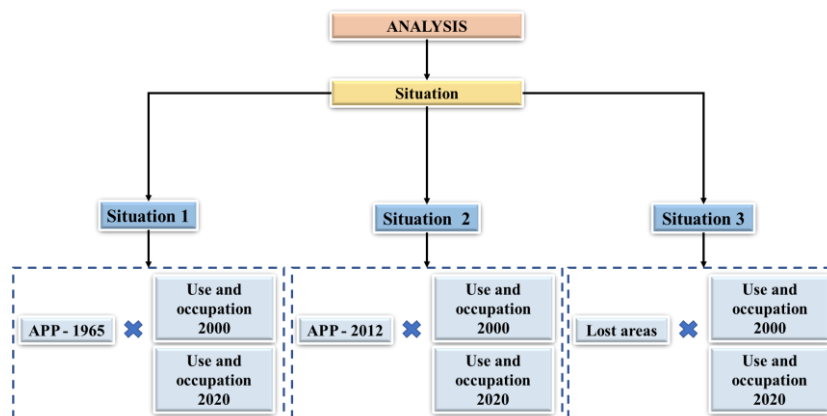 ANALYSIS
Situation
Situation 1
Situation 2
Situation 3
APP - 1965
Use and
occupation
2000
Use and
occupation
2020
APP - 2012
Use and
occupation
2000
Use and
occupation
2020
Lost areas
Use and
occupation
2000
Use and
occupation
2020